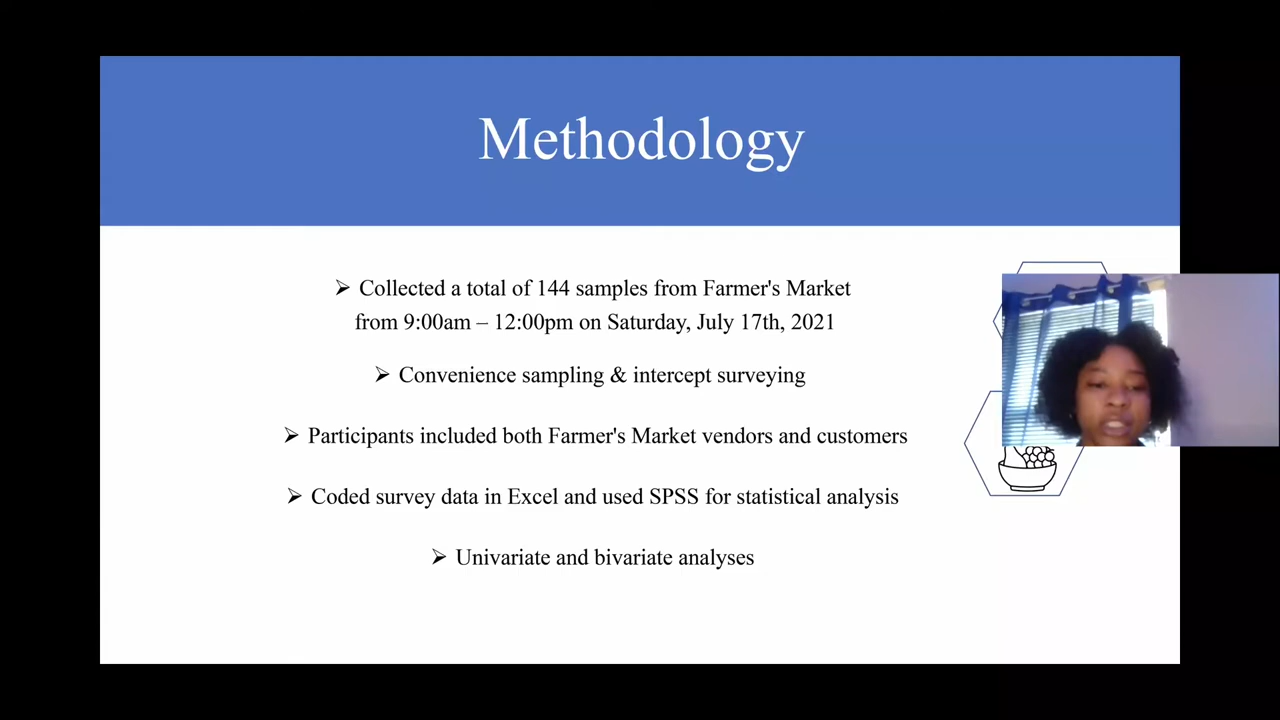 Methodology
➢ Collected a total of 144 samples from Farmer's Market
from 9:00am – 12:00pm on Saturday, July 17th, 2021
➢ Convenience sampling & intercept surveying
➢ Participants included both Farmer's Market vendors and customers
➢ Coded survey data in Excel and used SPSS for statistical analysis
➢ Univariate and bivariate analyses